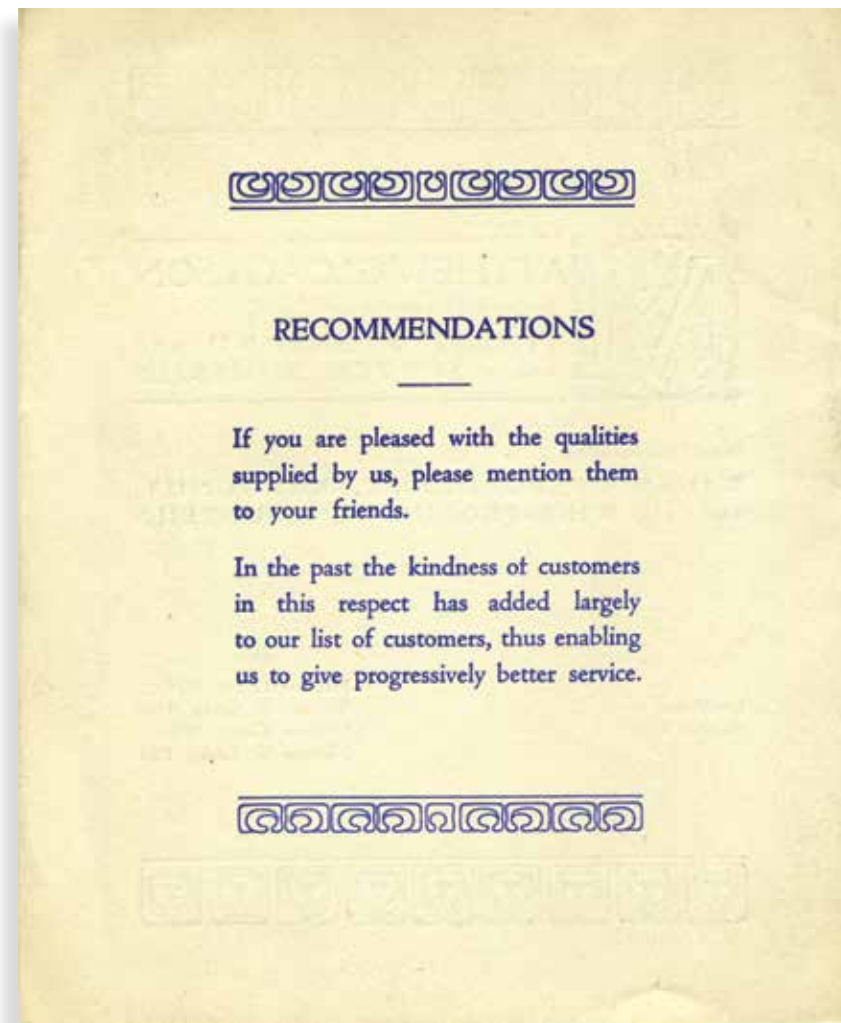 RECOMMENDATIONS
If you are pleased with the qualities
supplied by us, please mention them
to your friends.
In the past the kindness of customers
in this respect has added largely
to our list of customers, thus enabling
us to give progressively better service.